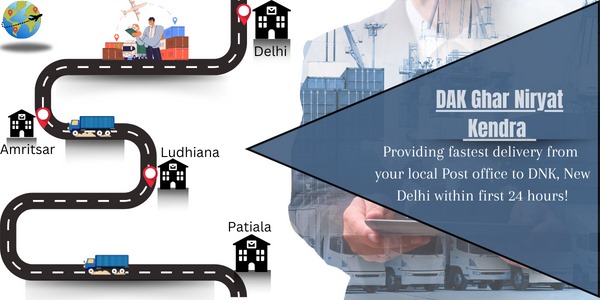 Delhi
Amritsar
Ludhiana
Patiala
DAK Ghar Niryat
Kendra
Providing fastest delivery from
your local Post office to DNK, New
Delhi within first 24 hours!